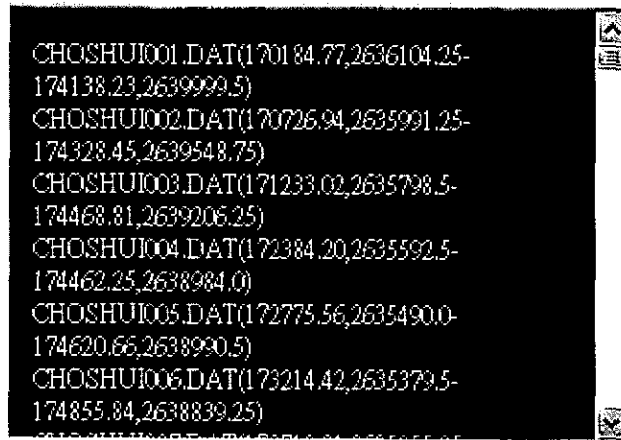 CHOSHUI001.DAT(170184.77,2636104.25-
174138.23,2639999.5)
CHOSHUI002.DAT(170726.94,2635991.25-
174328.45,2639548.75)
CHOSHUI003.DAT(171233.02,2635798.5-
174468.81,2639206.25)
CHOSHUI004.DAT(172384.20,2635592.5-
174462.25,2638984.0)
CHOSHUI005.DAT(172775.56,2635490.0-
174620.66,2638990.5)
CHOSHUI006.DAT(173214.42,2635379.5-
174855.84,2638839.25)